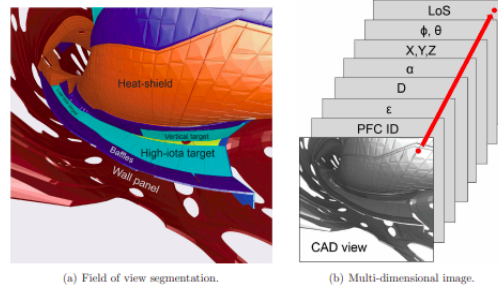 Heat-shield
Vertical target
High-iota target
Baffles
Wall panel
(a) Field of view segmentation.
LoS
ϕ, θ
X,Y,Z
α
D
ε
PFC ID
CAD view
(b) Multi-dimensional image.